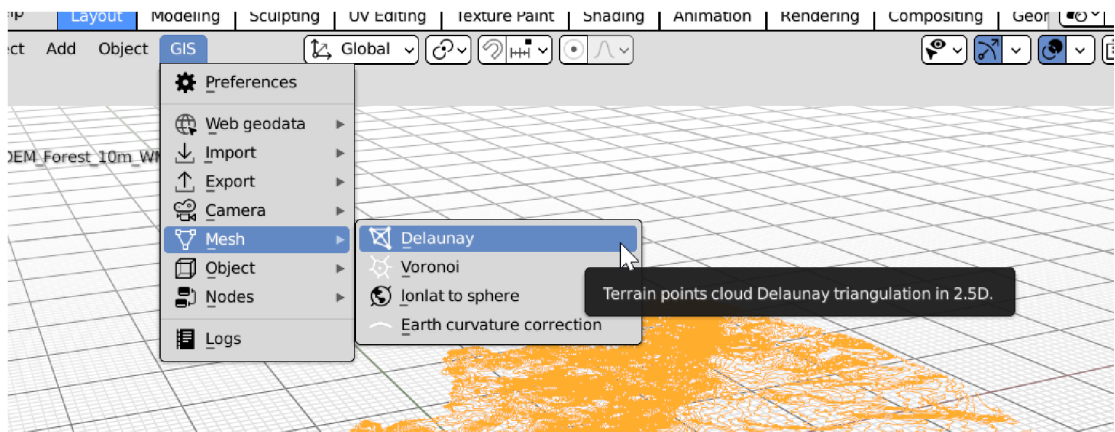 Layout Modeling Sculpting UV Editing Texture Paint Shading Animation Rendering Compositing
Add Object GIS Global
Preferences
Web geodata
DEM_Forest_10m_WM
Import
Export
Camera
Mesh
Object
Nodes
Logs
Delaunay
Voronoi
lonlat to sphere
Earth curvature correction
Terrain points cloud Delaunay triangulation in 2.5D.